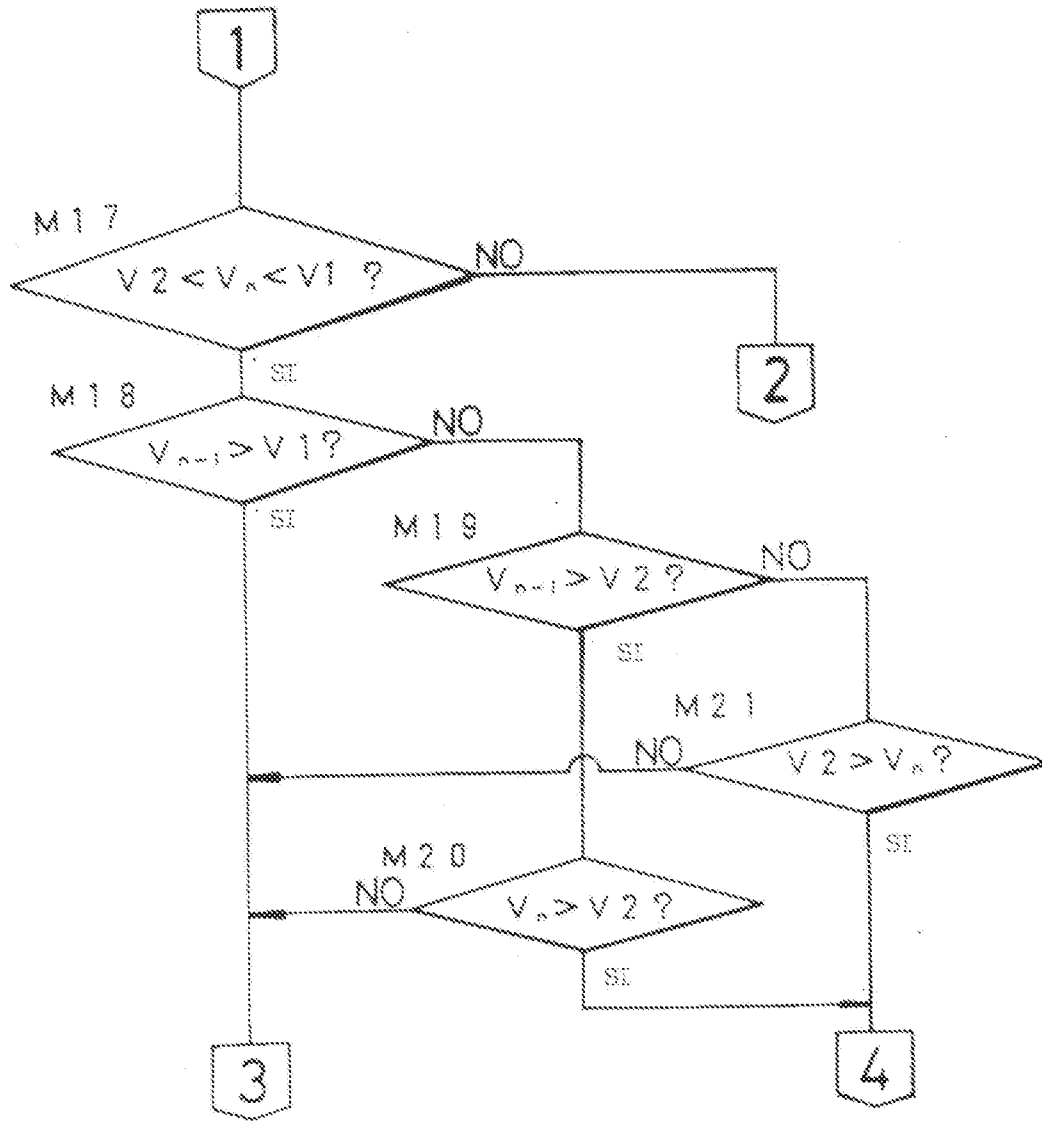 1
M17
V2<Vn<V1 ?
NO
SI
2
M18
Vn-1>V1?
NO
SI
M19
Vn-1>V2?
NO
SI
M21
V2>Vn?
NO
SI
M20
Vn>V2?
NO
SI
3
4